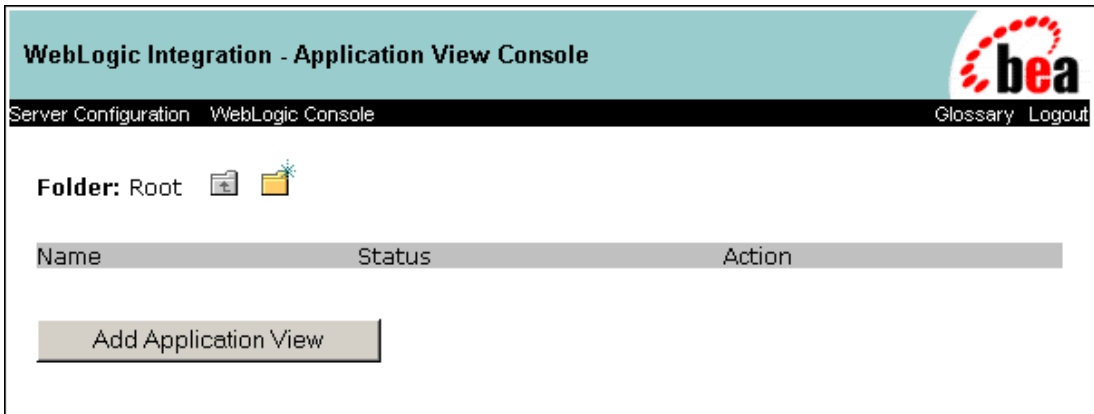 WebLogic Integration - Application View Console
bea
Server Configuration WebLogic Console Glossary Logout
Folder: Root
Name Status Action
Add Application View